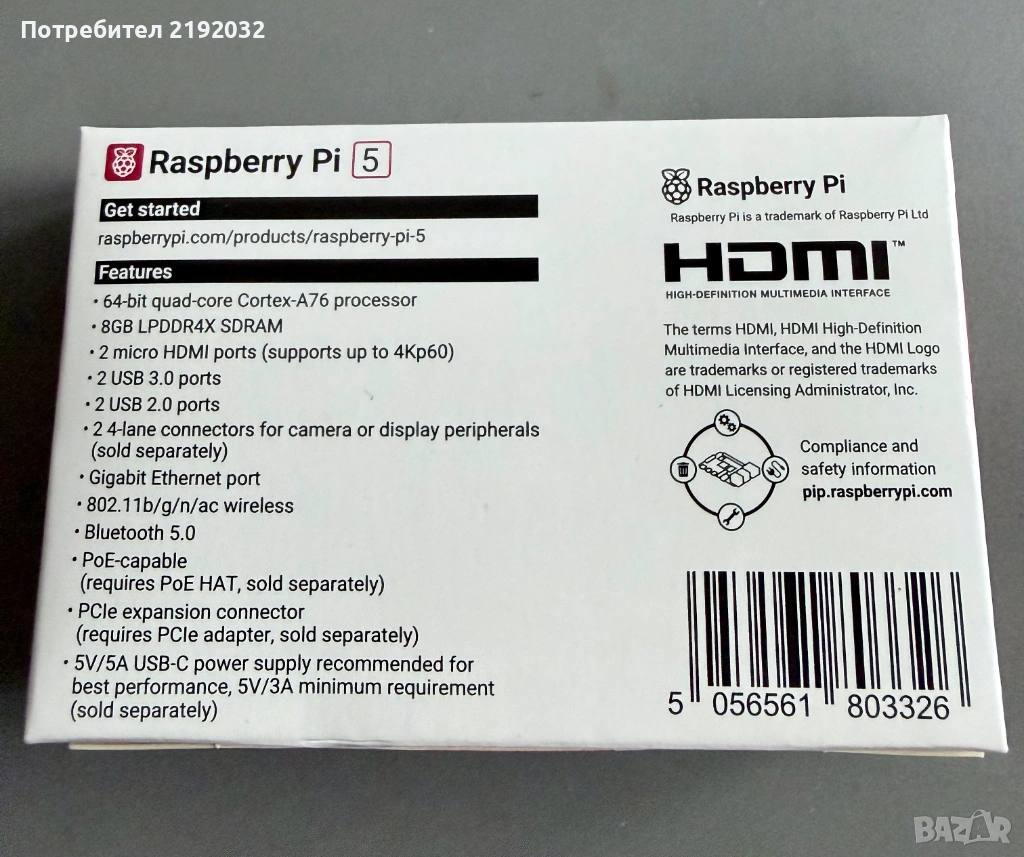 Потребител 2192032
Raspberry Pi 5
Get started
raspberrypi.com/products/raspberry-pi-5
Features
• 64-bit quad-core Cortex-A76 processor
• 8GB LPDDR4X SDRAM
• 2 micro HDMI ports (supports up to 4Kp60)
• 2 USB 3.0 ports
• 2 USB 2.0 ports
• 2 4-lane connectors for camera or display peripherals
(sold separately)
• Gigabit Ethernet port
• 802.11b/g/n/ac wireless
• Bluetooth 5.0
• PoE-capable
(requires PoE HAT, sold separately)
• PCIe expansion connector
(requires PCIe adapter, sold separately)
• 5V/5A USB-C power supply recommended for
best performance, 5V/3A minimum requirement
(sold separately)
Raspberry Pi
Raspberry Pi is a trademark of Raspberry Pi Ltd
HDMI™
HIGH-DEFINITION MULTIMEDIA INTERFACE
The terms HDMI, HDMI High-Definition
Multimedia Interface, and the HDMI Logo
are trademarks or registered trademarks
of HDMI Licensing Administrator, Inc.
Compliance and
safety information
pip.raspberrypi.com
5 056561 803326
BAZAR